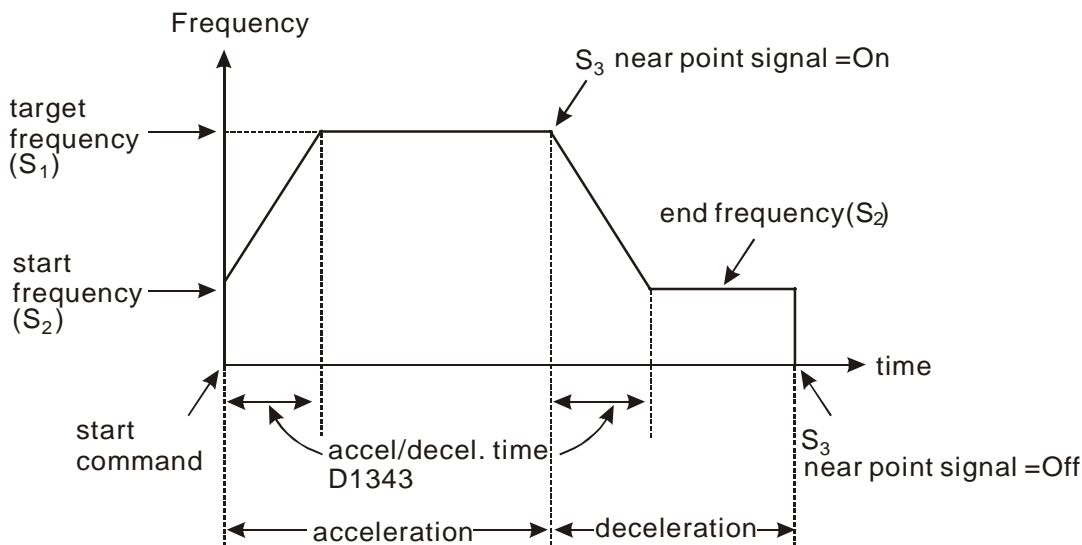 Frequency
S3 near point signal =On
target
frequency
(S1)
end frequency(S2)
start
frequency
(S2)
time
start
command
accel/decel. time
D1343
S3
near point signal =Off
acceleration
deceleration